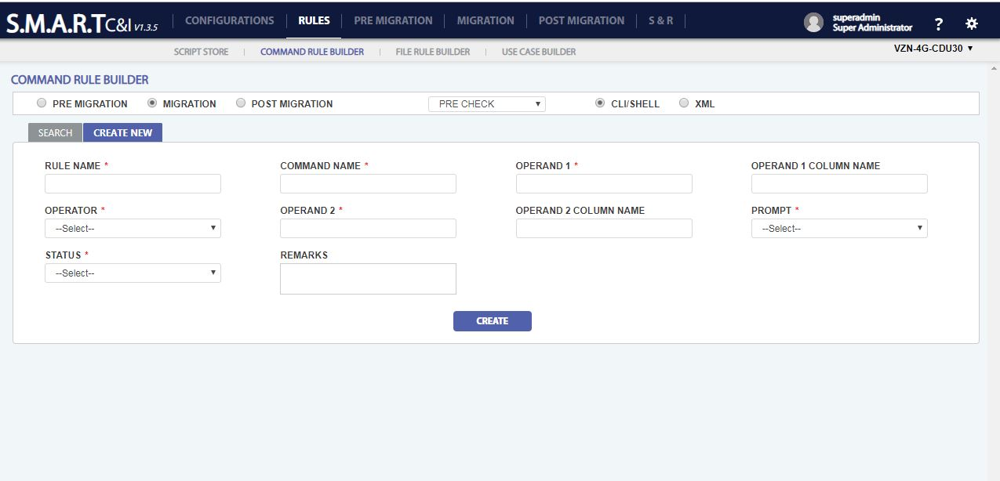 S.M.A.R.T C&I V1.3.5 CONFIGURATIONS RULES PRE MIGRATION MIGRATION POST MIGRATION S & R superadmin
Super Administrator ?
SCRIPT STORE COMMAND RULE BUILDER FILE RULE BUILDER USE CASE BUILDER VZN-4G-CDU30
COMMAND RULE BUILDER
PRE MIGRATION MIGRATION POST MIGRATION PRE CHECK CLI/SHELL XML
SEARCH CREATE NEW
RULE NAME * COMMAND NAME * OPERAND 1 * OPERAND 1 COLUMN NAME
OPERATOR * OPERAND 2 * OPERAND 2 COLUMN NAME PROMPT *
--Select-- --Select--
STATUS * REMARKS
--Select--
CREATE